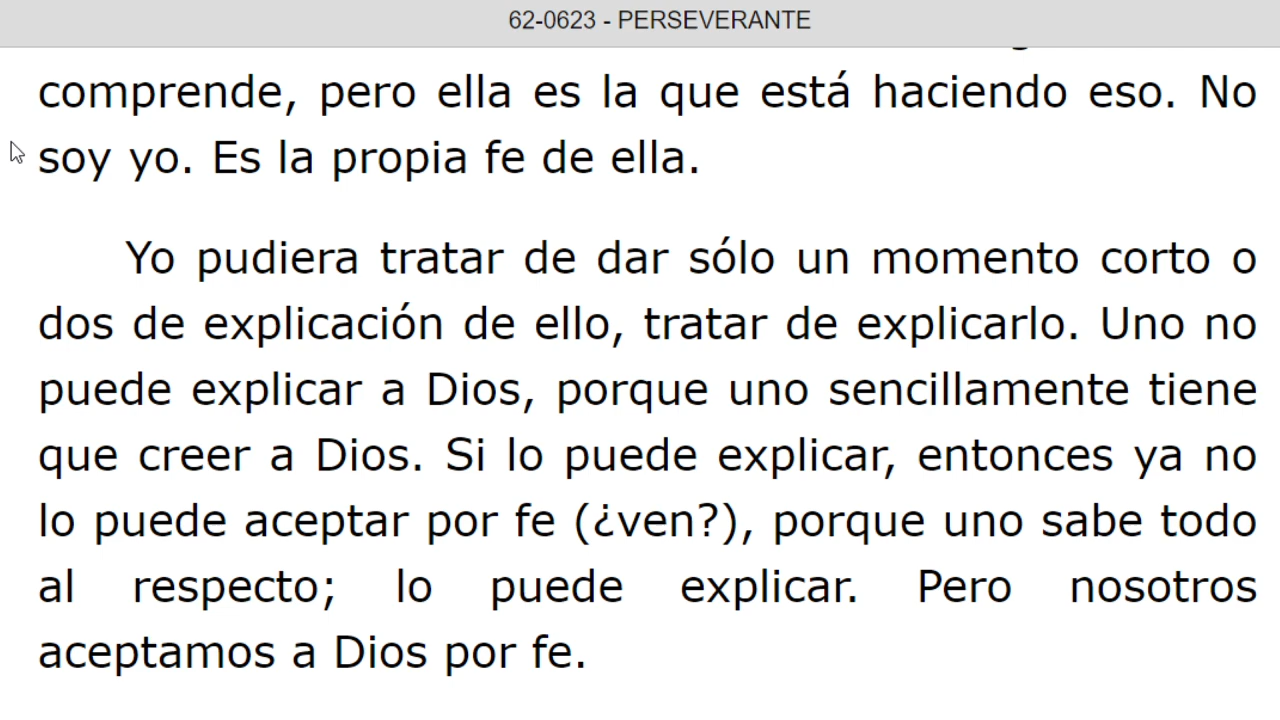 62-0623 - PERSEVERANTE
comprende, pero ella es la que está haciendo eso. No
soy yo. Es la propia fe de ella.
Yo pudiera tratar de dar sólo un momento corto o
dos de explicación de ello, tratar de explicarlo. Uno no
puede explicar a Dios, porque uno sencillamente tiene
que creer a Dios. Si lo puede explicar, entonces ya no
lo puede aceptar por fe (¿ven?), porque uno sabe todo
al respecto; lo puede explicar. Pero nosotros
aceptamos a Dios por fe.